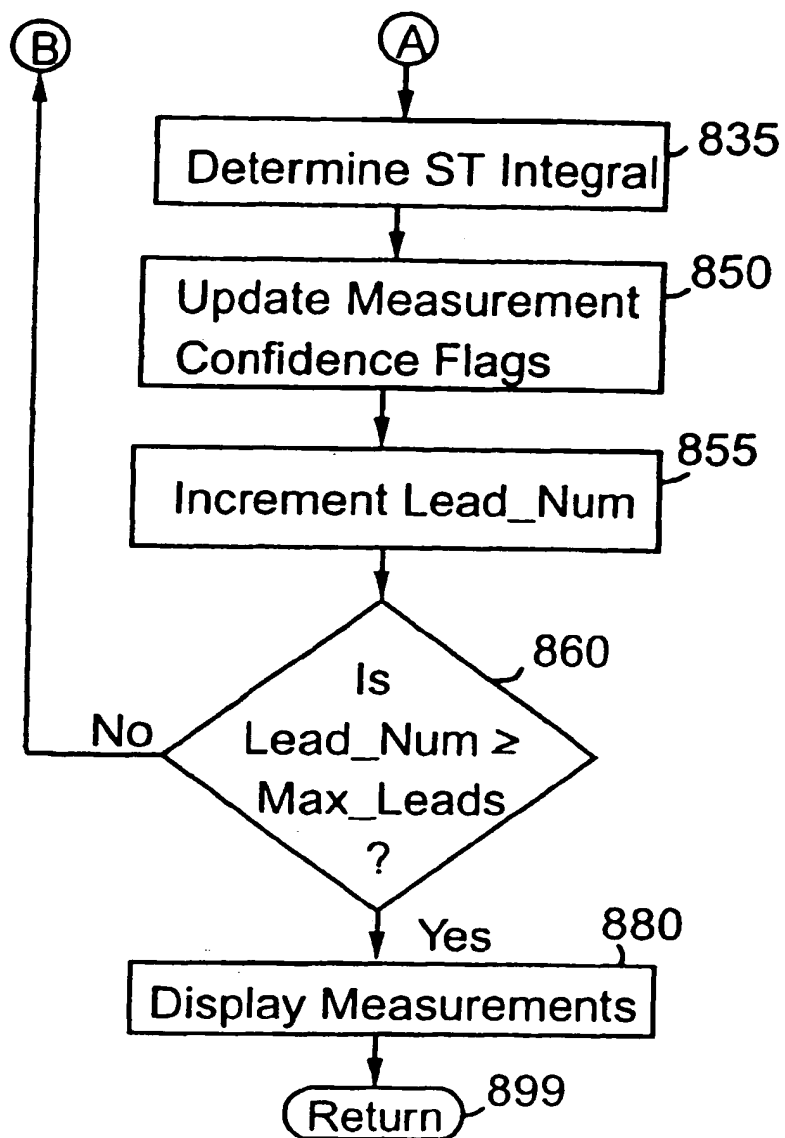 B
A
835
Determine ST Integral
850
Update Measurement
Confidence Flags
855
Increment Lead_Num
860
Is
Lead_Num ≥
Max_Leads
?
No
Yes
880
Display Measurements
Return
899